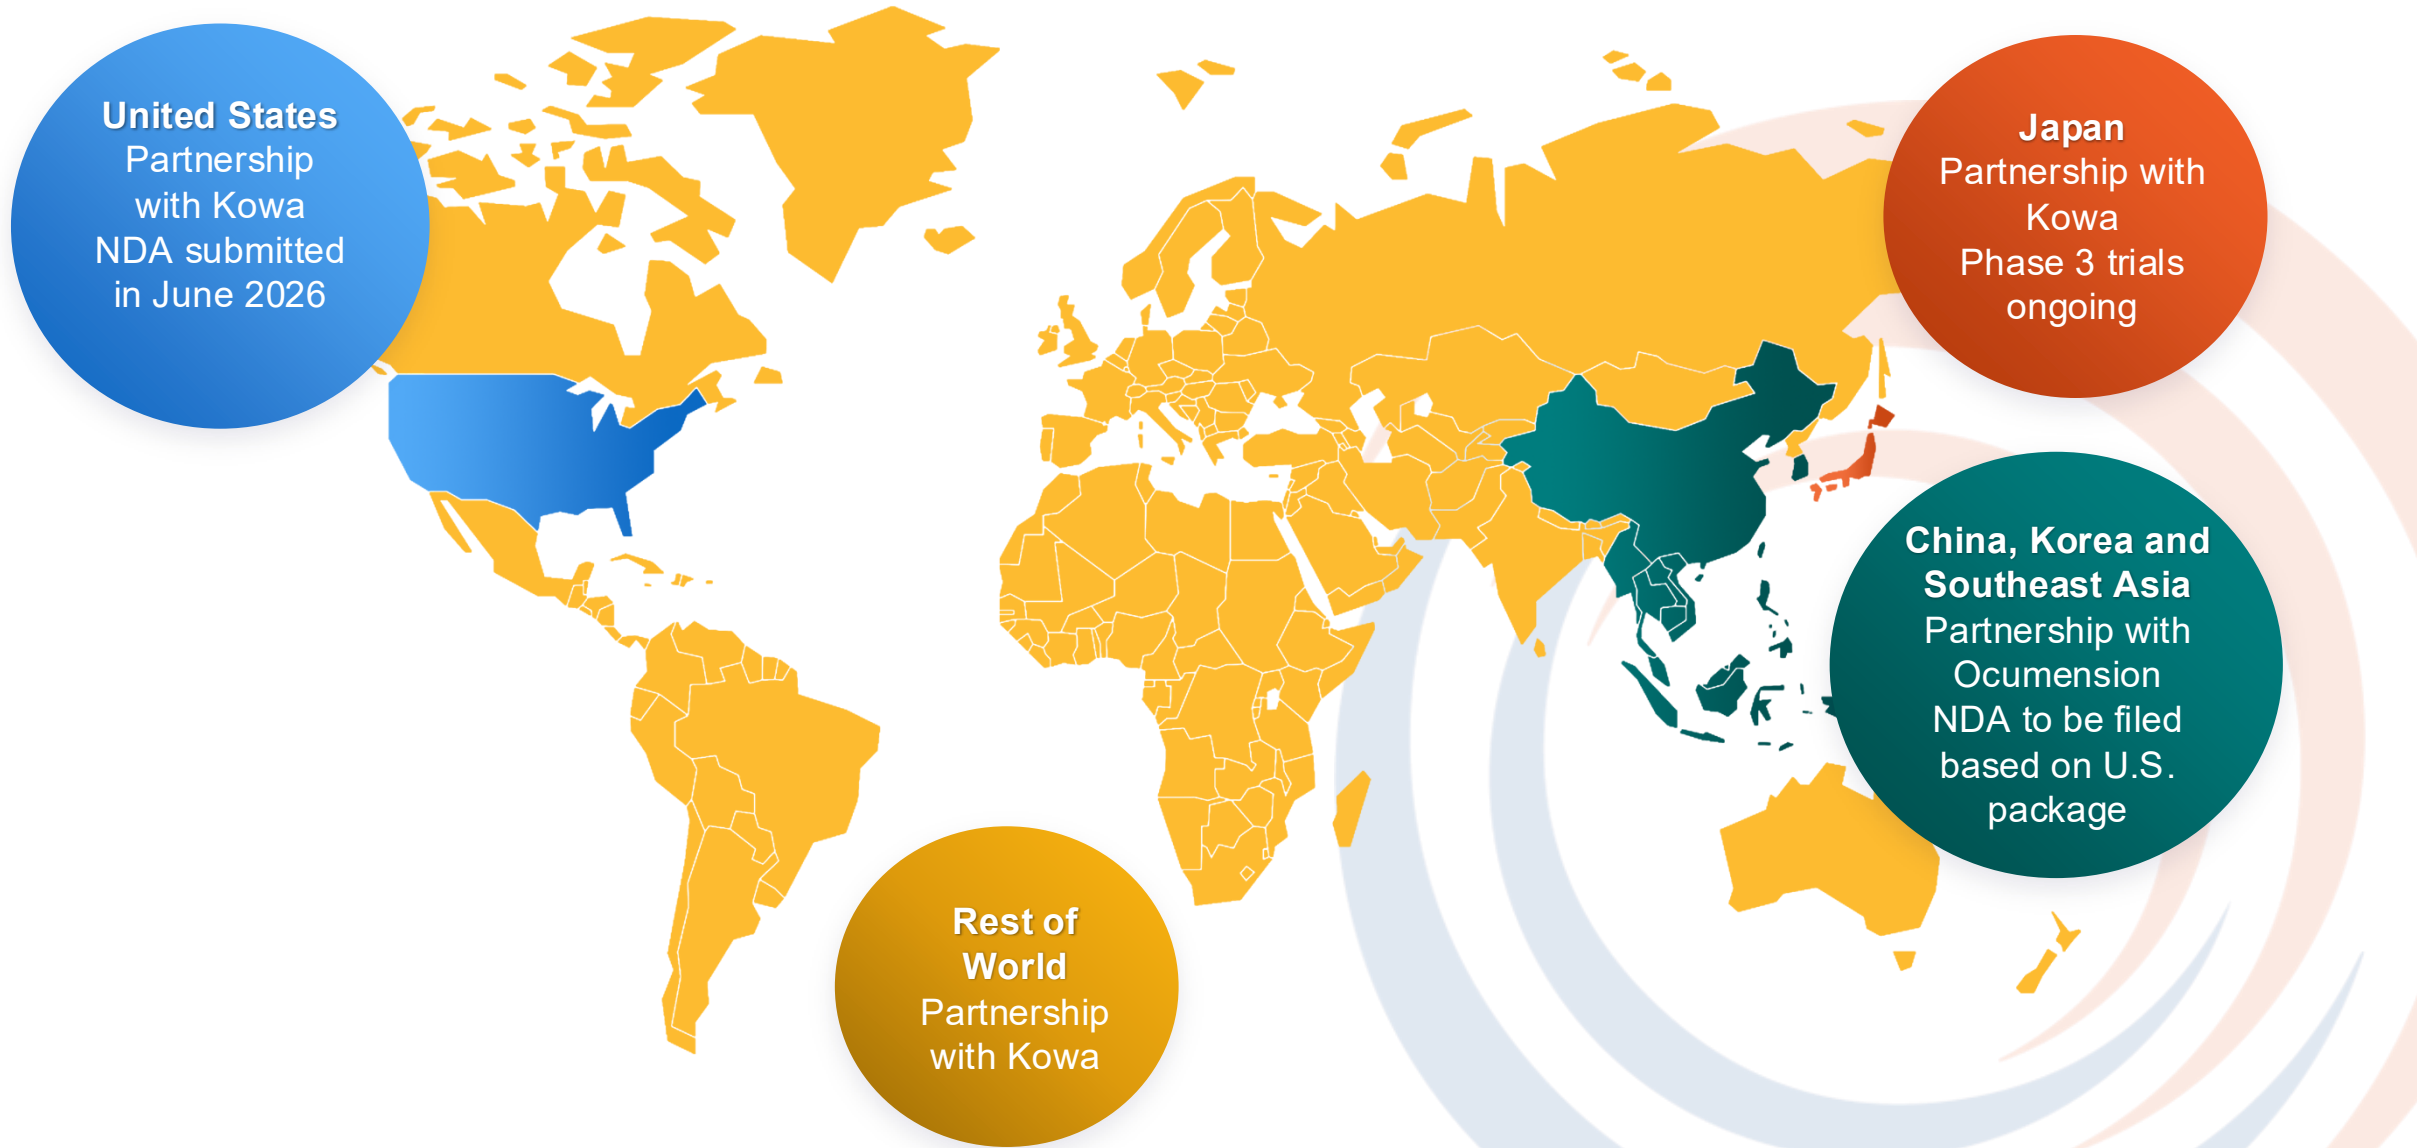 United States
Partnership
with Kowa
NDA submitted
in June 2026
Japan
Partnership with
Kowa
Phase 3 trials
ongoing
China, Korea and
Southeast Asia
Partnership with
Ocumension
NDA to be filed
based on U.S.
package
Rest of
World
Partnership
with Kowa